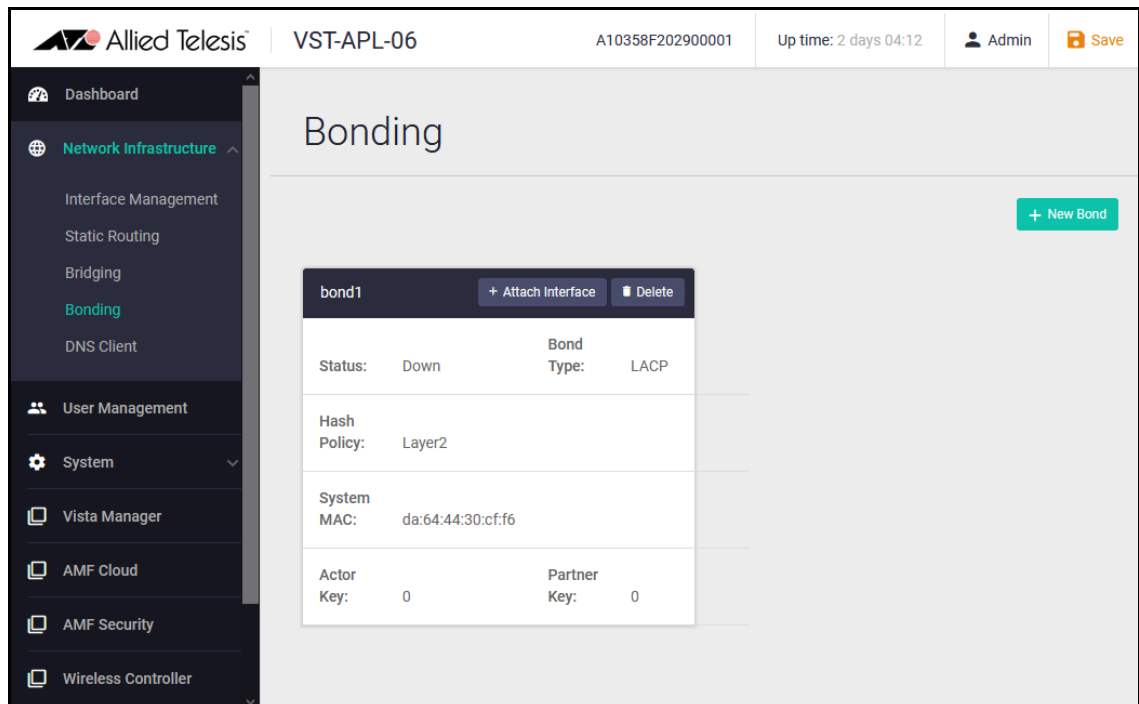 Allied Telesis
VST-APL-06
A10358F202900001
Up time: 2 days 04:12
Admin
Save
Dashboard
Network Infrastructure
Interface Management
Static Routing
Bridging
Bonding
DNS Client
User Management
System
Vista Manager
AMF Cloud
AMF Security
Wireless Controller
Bonding
+ New Bond
bond1
+ Attach Interface
Delete
Status: Down
Bond Type: LACP
Hash Policy: Layer2
System MAC: da:64:44:30:cf:f6
Actor Key: 0
Partner Key: 0